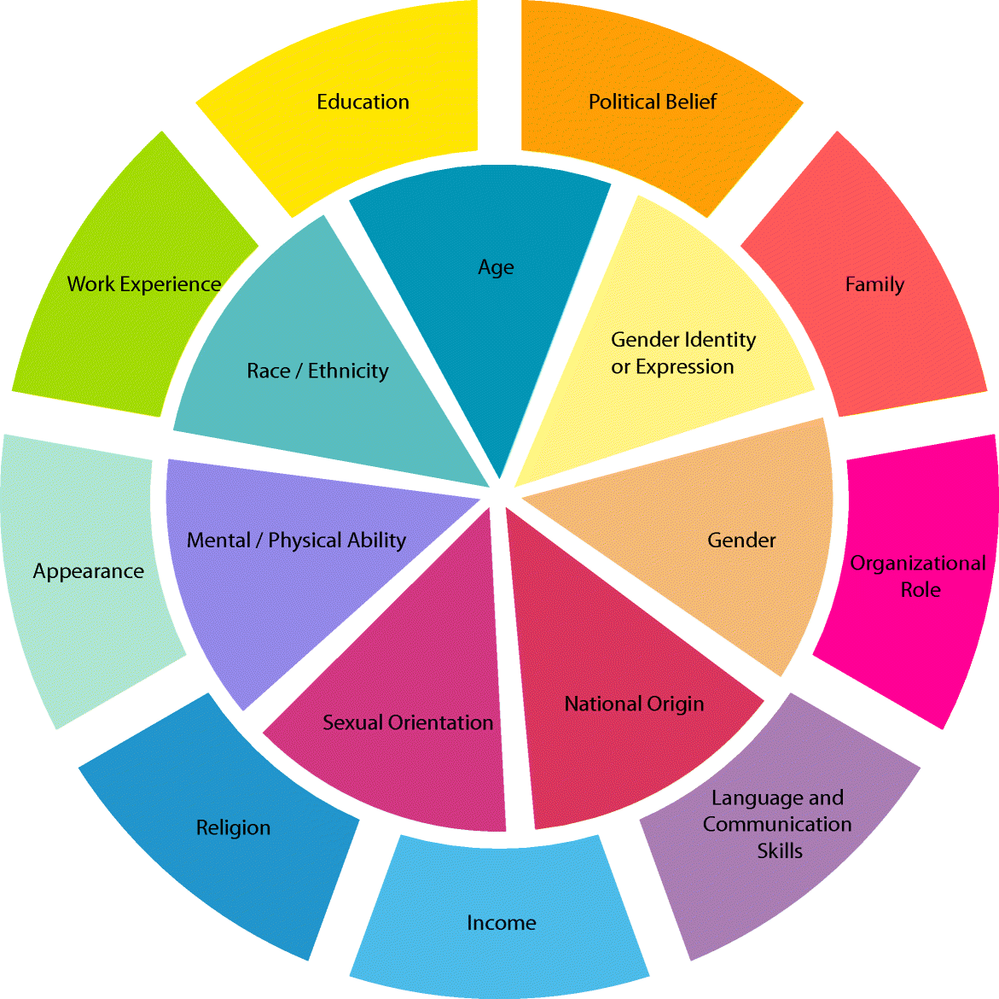 Education
Political Belief
Age
Work Experience
Family
Gender Identity
or Expression
Race / Ethnicity
Mental / Physical Ability
Gender
Organizational
Role
Appearance
National Origin
Sexual Orientation
Language and
Communication
Skills
Religion
Income